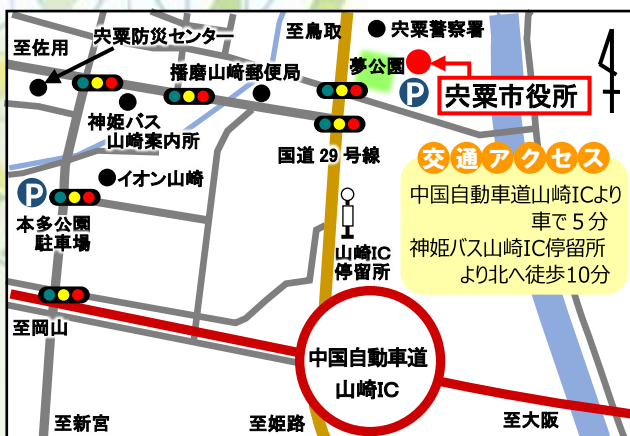 至佐用
宍粟防災センター
至鳥取
宍粟警察署
播磨山崎郵便局
夢公園
P
宍粟市役所
神姫バス
山崎案内所
国道29号線
交通アクセス
中国自動車道山崎ICより
車で5分
神姫バス山崎IC停留所
より北へ徒歩10分
P
イオン山崎
本多公園
駐車場
山崎IC
停留所
至岡山
中国自動車道
山崎IC
至新宮
至姫路
至大阪